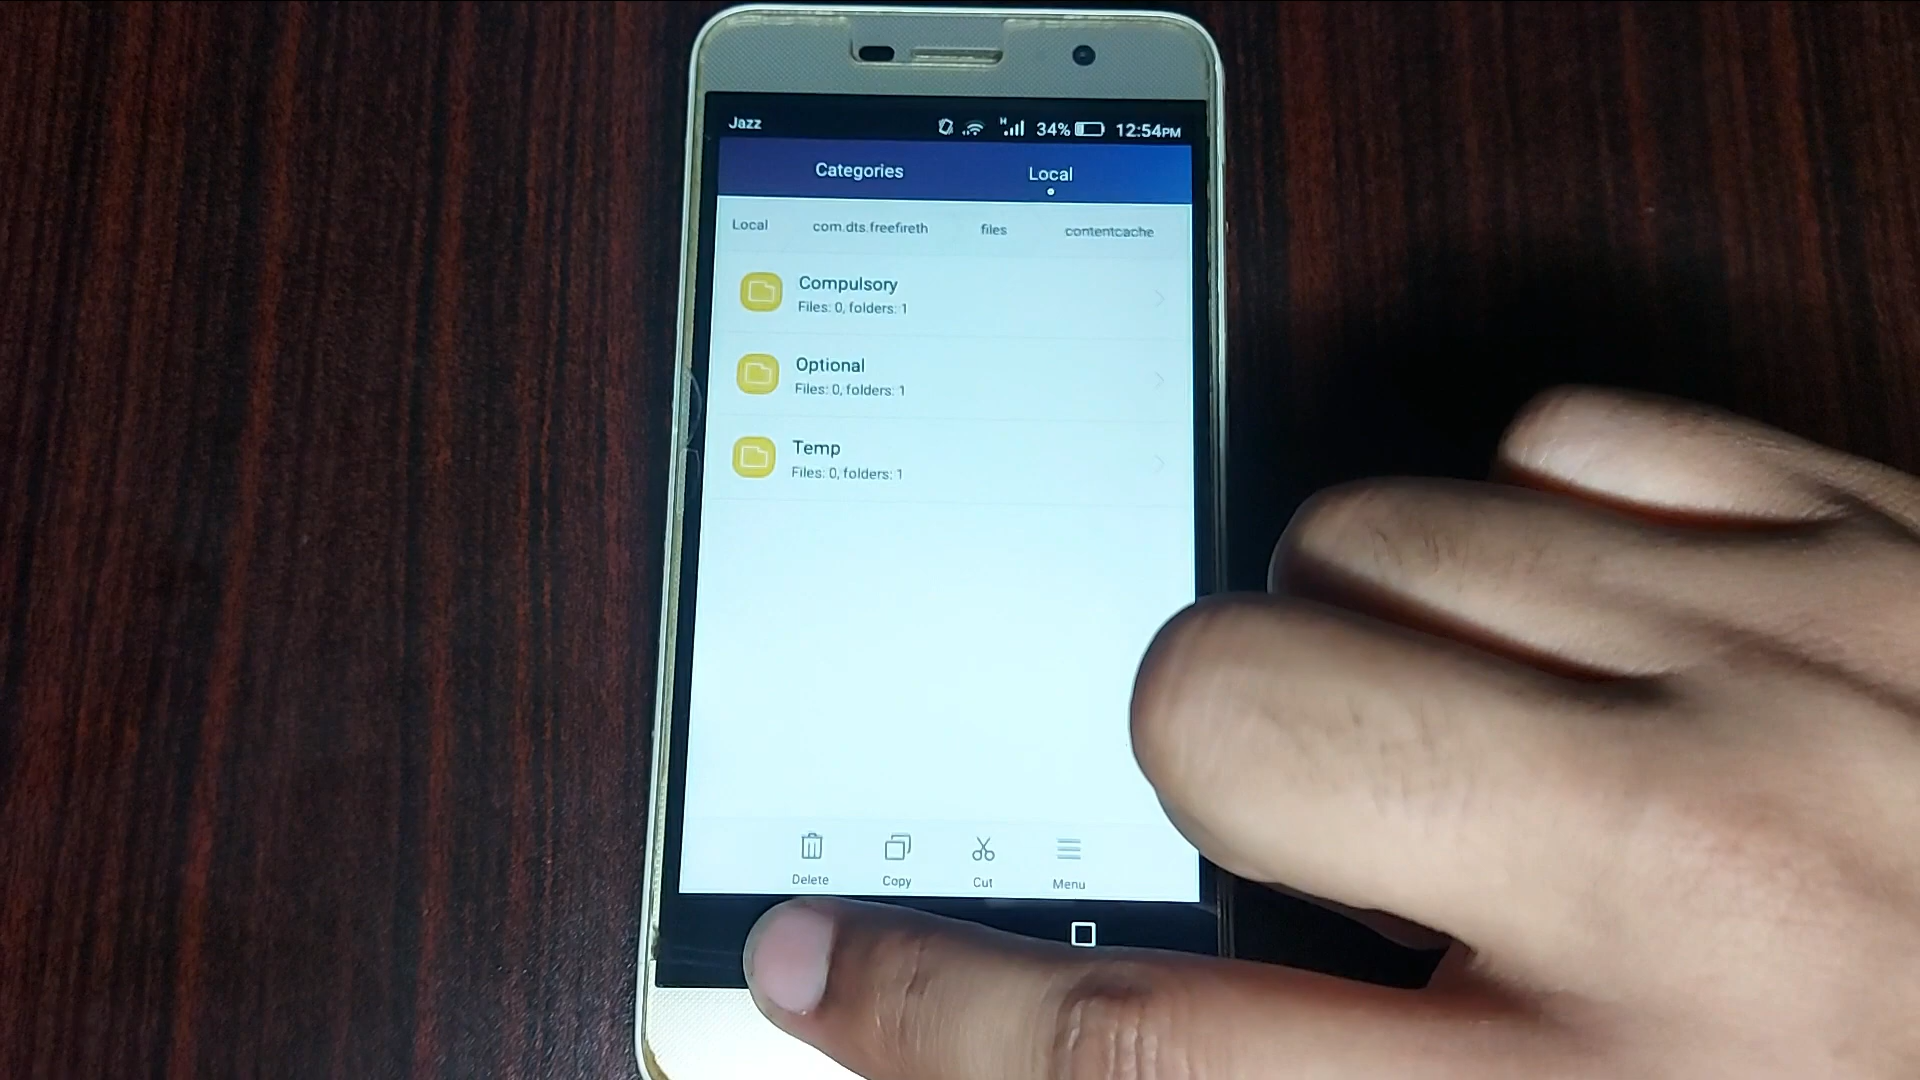 Jazz
34% 12:54PM
Categories Local
Local com.dts.freefireth files contentcache
Compulsory
Files: 0, folders: 1
Optional
Files: 0, folders: 1
Temp
Files: 0, folders: 1
Delete Copy Cut Menu